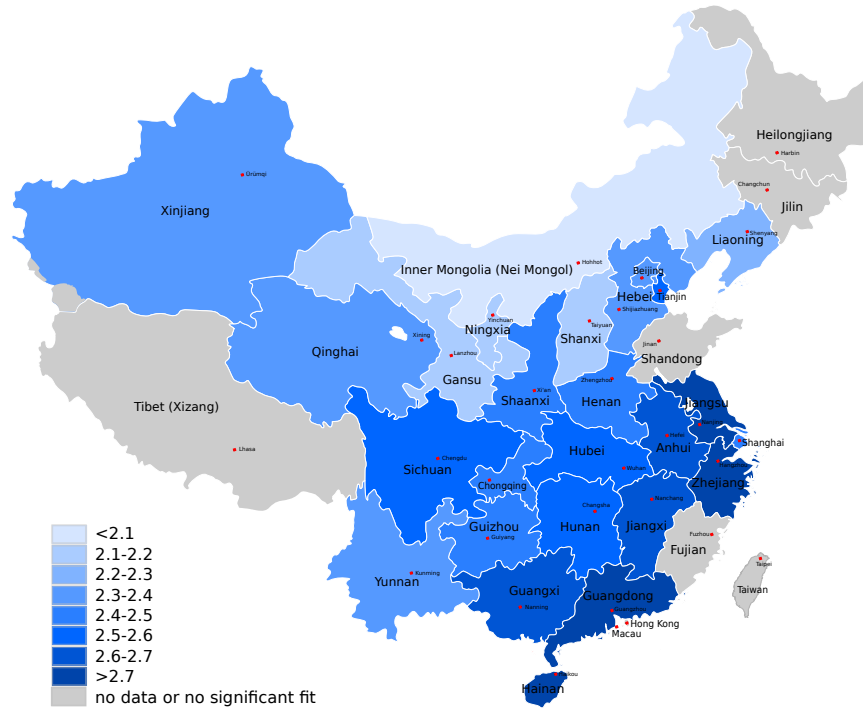 Heilongjiang
Harbin
Changchun
Ürümqi
Jilin
Xinjiang
Shenyang
Liaoning
Hohhot
Inner Mongolia (Nei Mongol)
Beijing
Hebei
Tianjin
Shijiazhuang
Yinchuan
Ningxia
Taiyuan
Xining
Shanxi
Jinan
Qinghai
Lanzhou
Shandong
Gansu
Zhengzhou
Xi'an
Shaanxi
Henan
Tibet (Xizang)
Jiangsu
Nanjing
Hefei
Shanghai
Lhasa
Anhui
Hubei
Chengdu
Hangzhou
Sichuan
Wuhan
Zhejiang
Chongqing
Nanchang
Changsha
Guizhou
Hunan
Jiangxi
Guiyang
Fuzhou
Fujian
Taipei
Kunming
Yunnan
Taiwan
Guangxi
Guangdong
Nanning
Guangzhou
Hong Kong
Macau
Haikou
Hainan
<2.1
2.1-2.2
2.2-2.3
2.3-2.4
2.4-2.5
2.5-2.6
2.6-2.7
>2.7
no data or no significant fit